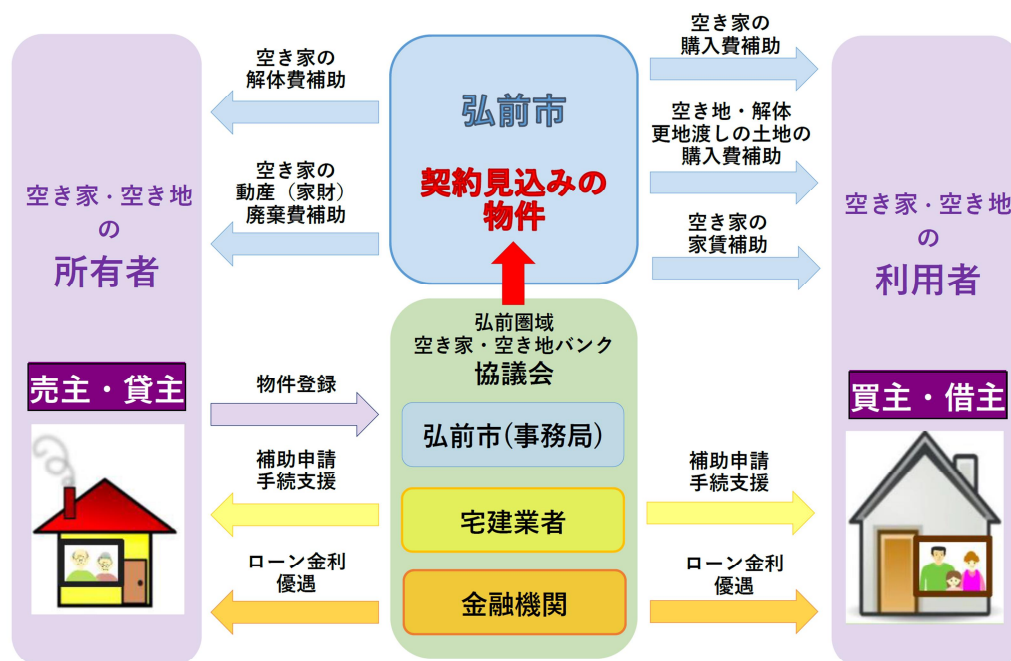 空き家・空き地
の
所有者
売主・貸主
空き家の
解体費補助
空き家の
動産（家財）
廃棄費補助
物件登録
補助申請
手続支援
ローン金利
優遇
弘前市
契約見込みの
物件
弘前圏域
空き家・空き地バンク
協議会
弘前市(事務局)
宅建業者
金融機関
空き家の
購入費補助
空き地・解体
更地渡しの土地の
購入費補助
空き家の
家賃補助
補助申請
手続支援
ローン金利
優遇
空き家・空き地
の
利用者
買主・借主